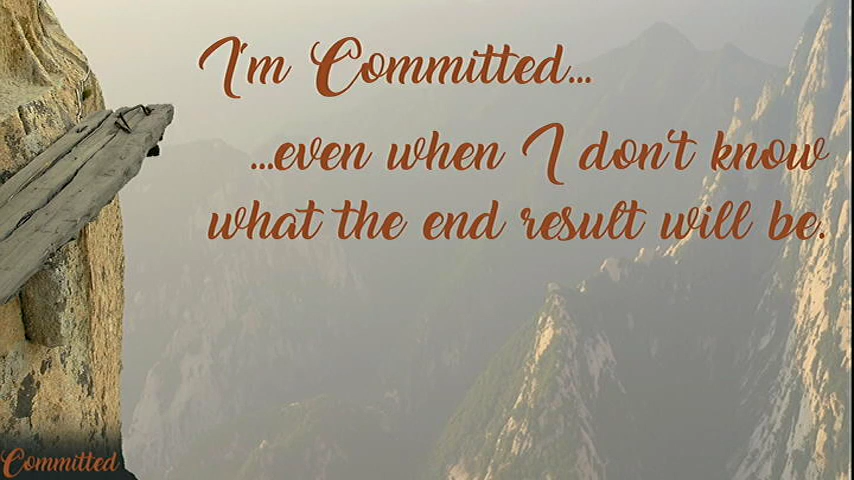 I'm Committed...
...even when I don't know
what the end result will be.
Committed